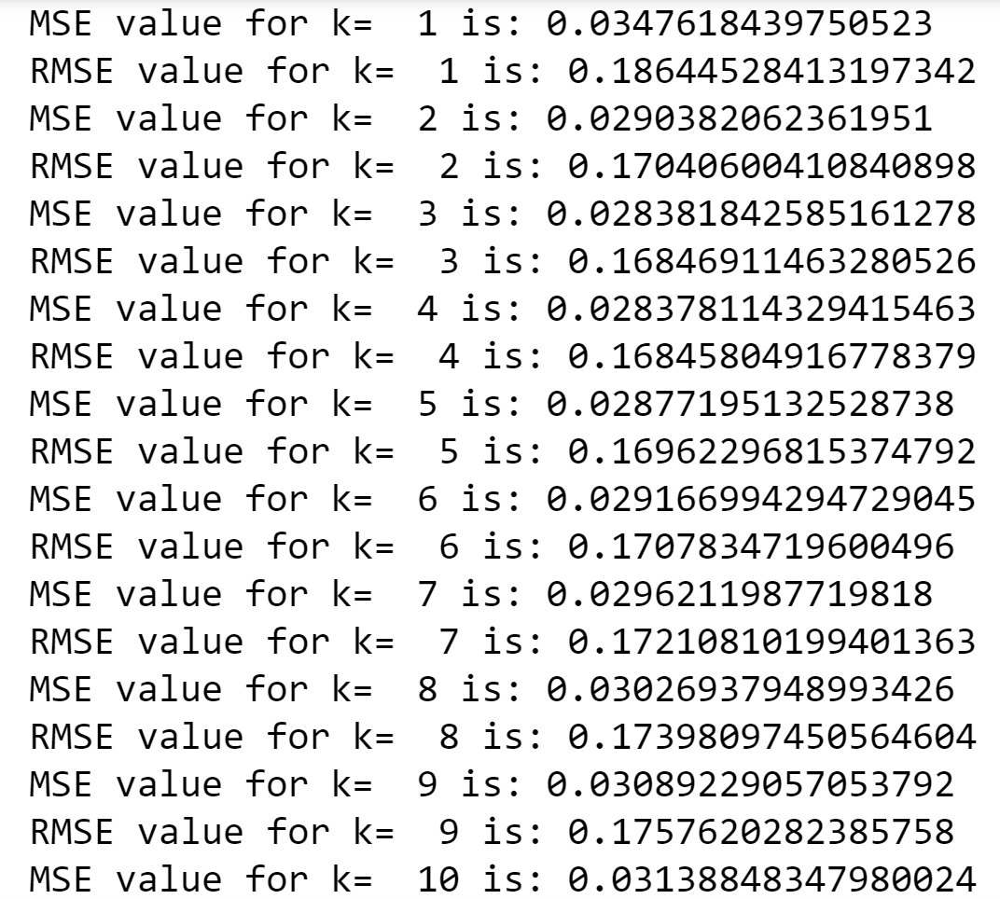 MSE value for k=  1 is: 0.0347618439750523
RMSE value for k=  1 is: 0.18644528413197342
MSE value for k=  2 is: 0.0290382062361951
RMSE value for k=  2 is: 0.17040600410840898
MSE value for k=  3 is: 0.028381842585161278
RMSE value for k=  3 is: 0.16846911463280526
MSE value for k=  4 is: 0.028378114329415463
RMSE value for k=  4 is: 0.16845804916778379
MSE value for k=  5 is: 0.02877195132528738
RMSE value for k=  5 is: 0.16962296815374792
MSE value for k=  6 is: 0.029166994294729045
RMSE value for k=  6 is: 0.1707834719600496
MSE value for k=  7 is: 0.0296211987719818
RMSE value for k=  7 is: 0.17210810199401363
MSE value for k=  8 is: 0.03026937948993426
RMSE value for k=  8 is: 0.17398097450564604
MSE value for k=  9 is: 0.03089229057053792
RMSE value for k=  9 is: 0.1757620282385758
MSE value for k=  10 is: 0.03138848347980024